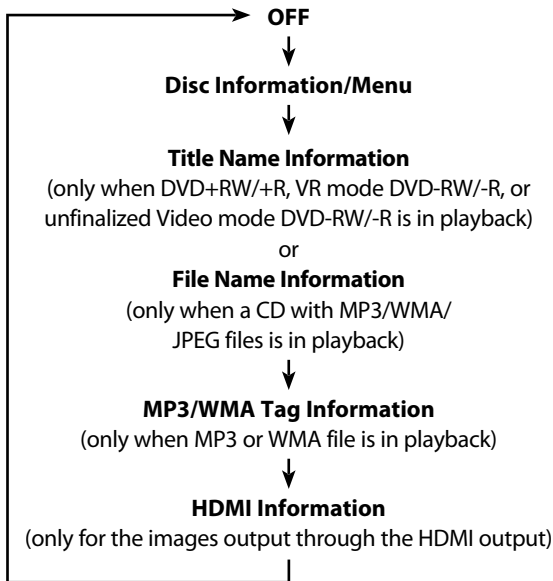 OFF
Disc Information/Menu
Title Name Information
(only when DVD+RW/+R, VR mode DVD-RW/-R, or
unfinalized Video mode DVD-RW/-R is in playback)
or
File Name Information
(only when a CD with MP3/WMA/
JPEG files is in playback)
MP3/WMA Tag Information
(only when MP3 or WMA file is in playback)
HDMI Information
(only for the images output through the HDMI output)